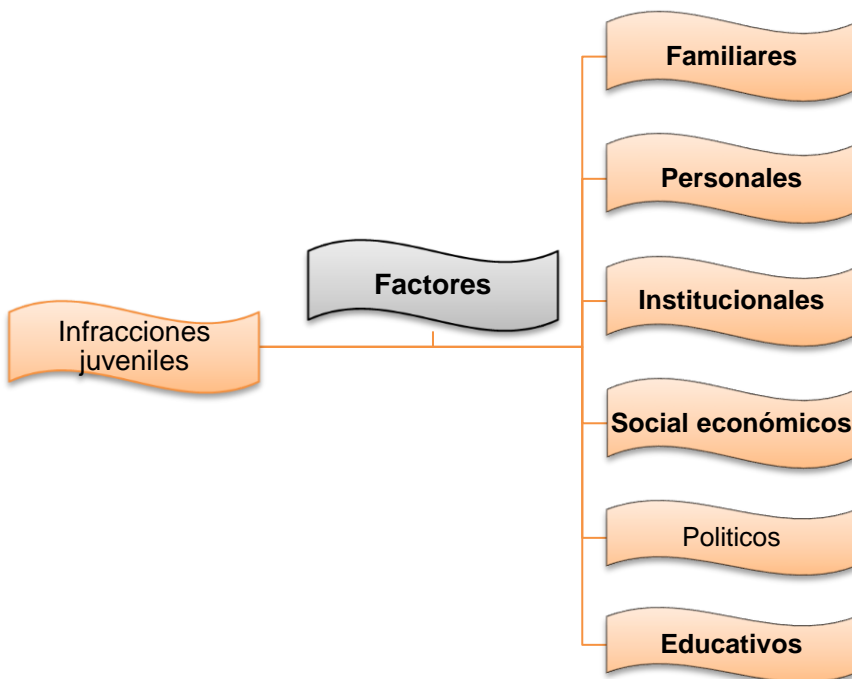 Infracciones
juveniles
Factores
Familiares
Personales
Institucionales
Social económicos
Politicos
Educativos